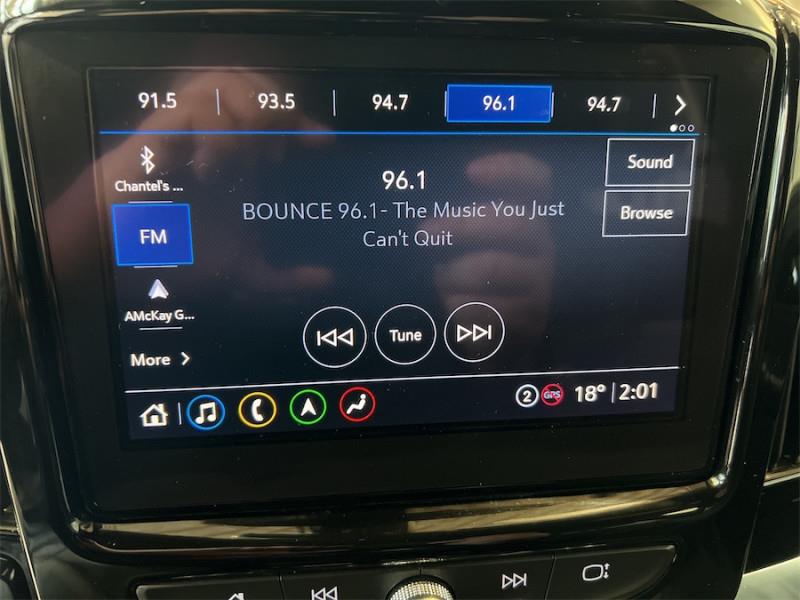 91.5 93.5 94.7 96.1 94.7
Chantel's ...
96.1
Sound
FM
BOUNCE 96.1- The Music You Just
Can't Quit
Browse
AMcKay G...
Tune
More
2 GPS 18° 2:01